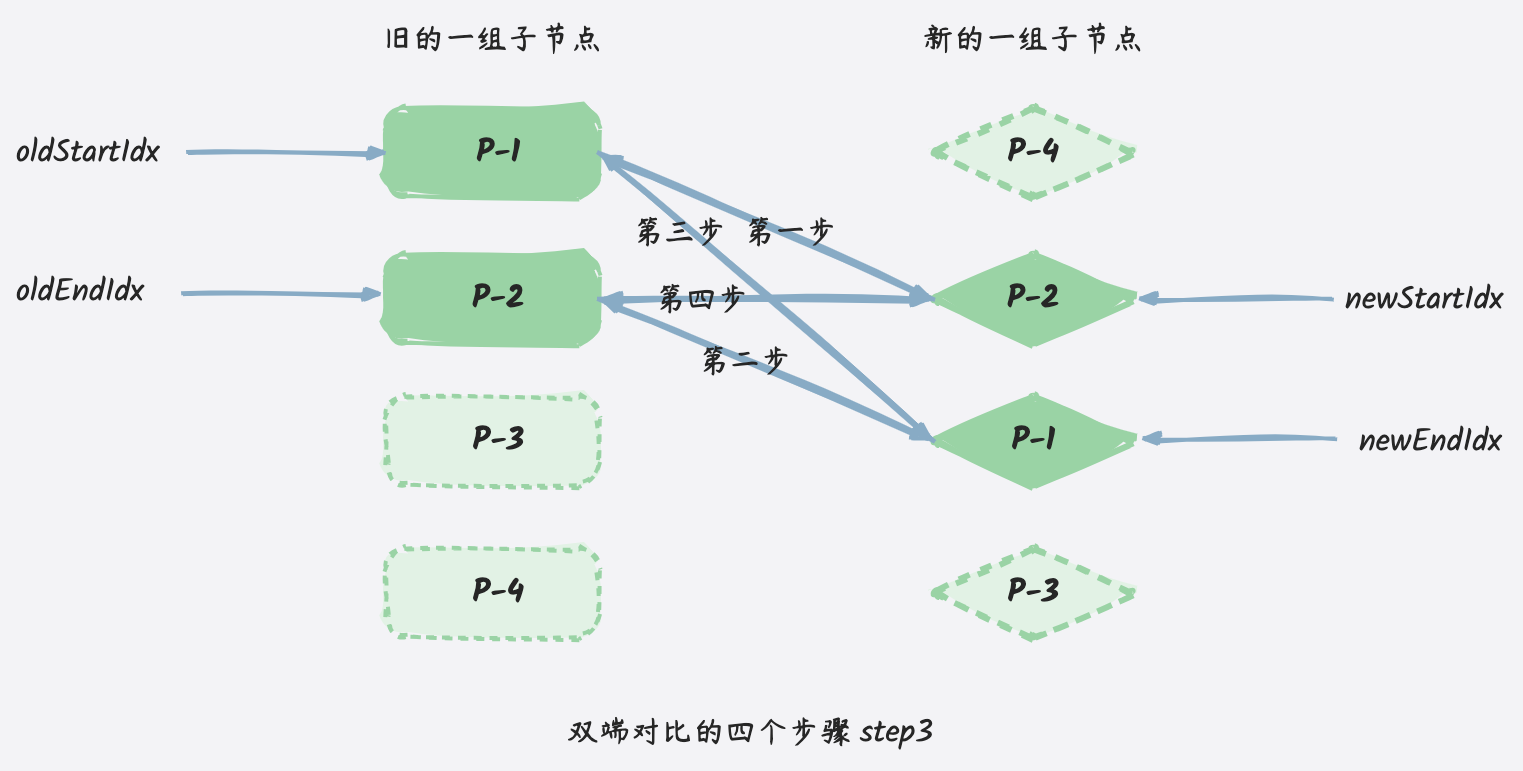 旧的一组子节点
新的一组子节点
oldStartIdx
P-1
P-4
第三步
第一步
oldEndIdx
P-2
第四步
P-2
newStartIdx
第二步
P-3
P-1
newEndIdx
P-4
P-3
双端对比的四个步骤 step3